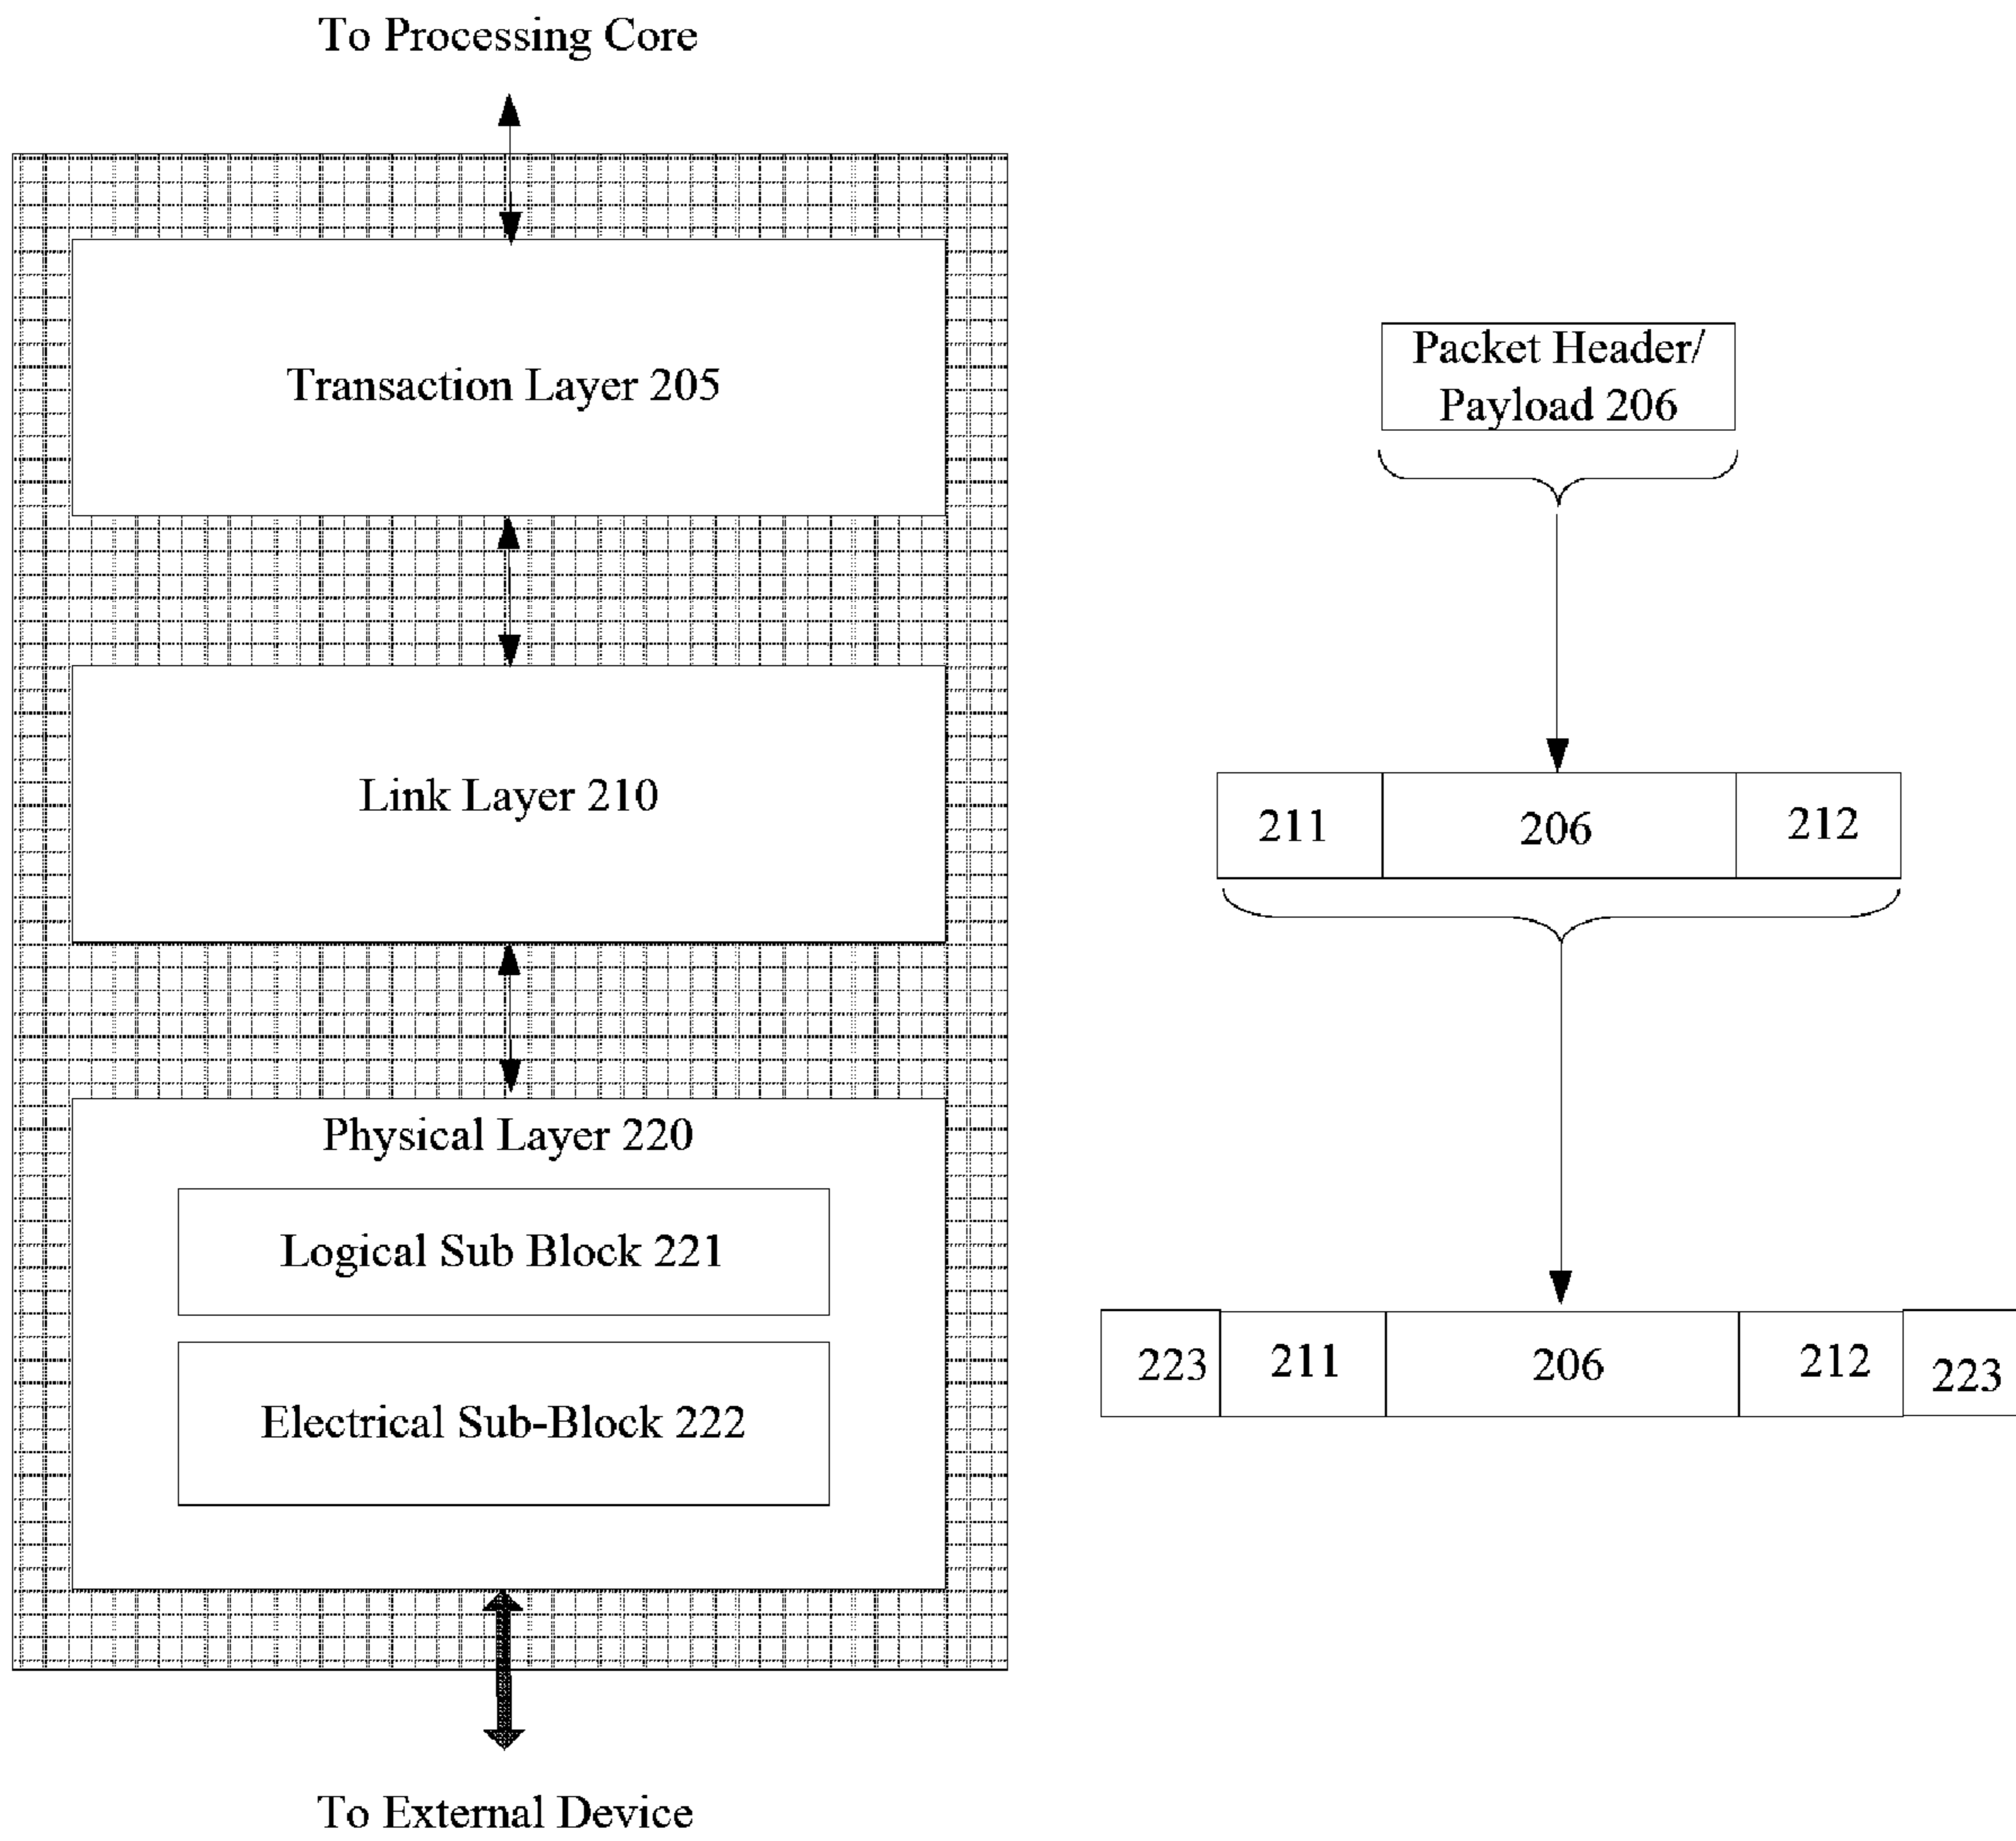 To Processing Core
Transaction Layer 205
Packet Header/
Payload 206
Link Layer 210
211 206 212
Physical Layer 220
Logical Sub Block 221
Electrical Sub-Block 222
223 211 206 212 223
To External Device